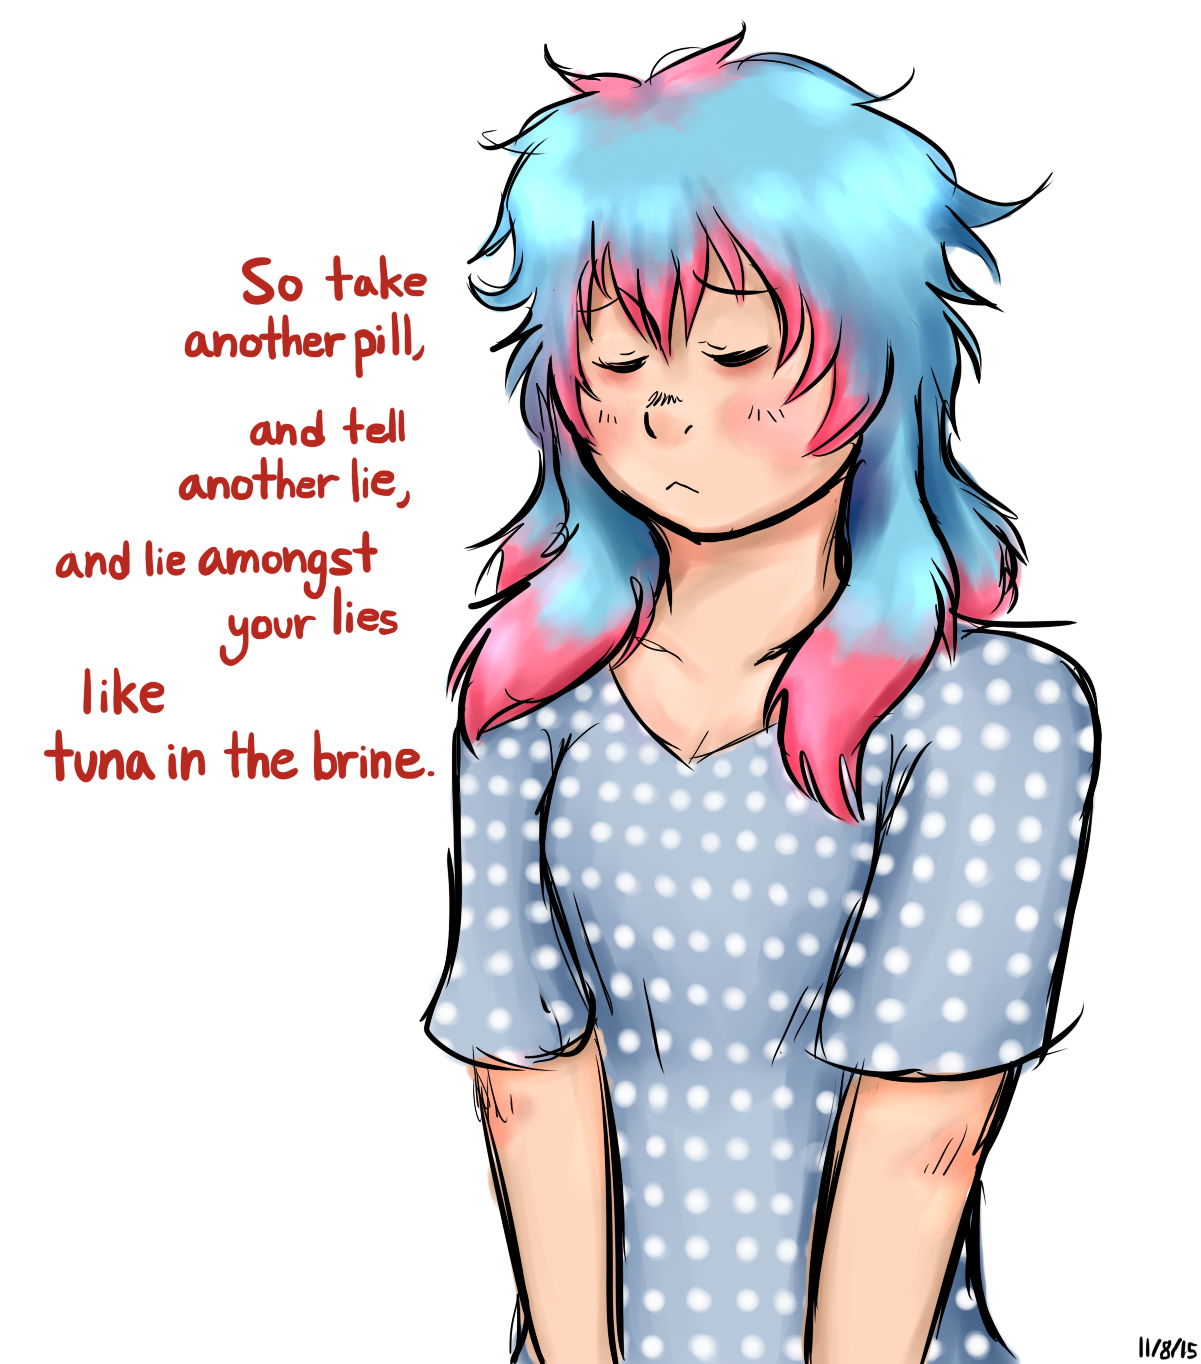 So take
another pill,
and tell
another lie,
and lie amongst
your lies
like
tuna in the brine.
11/8/15